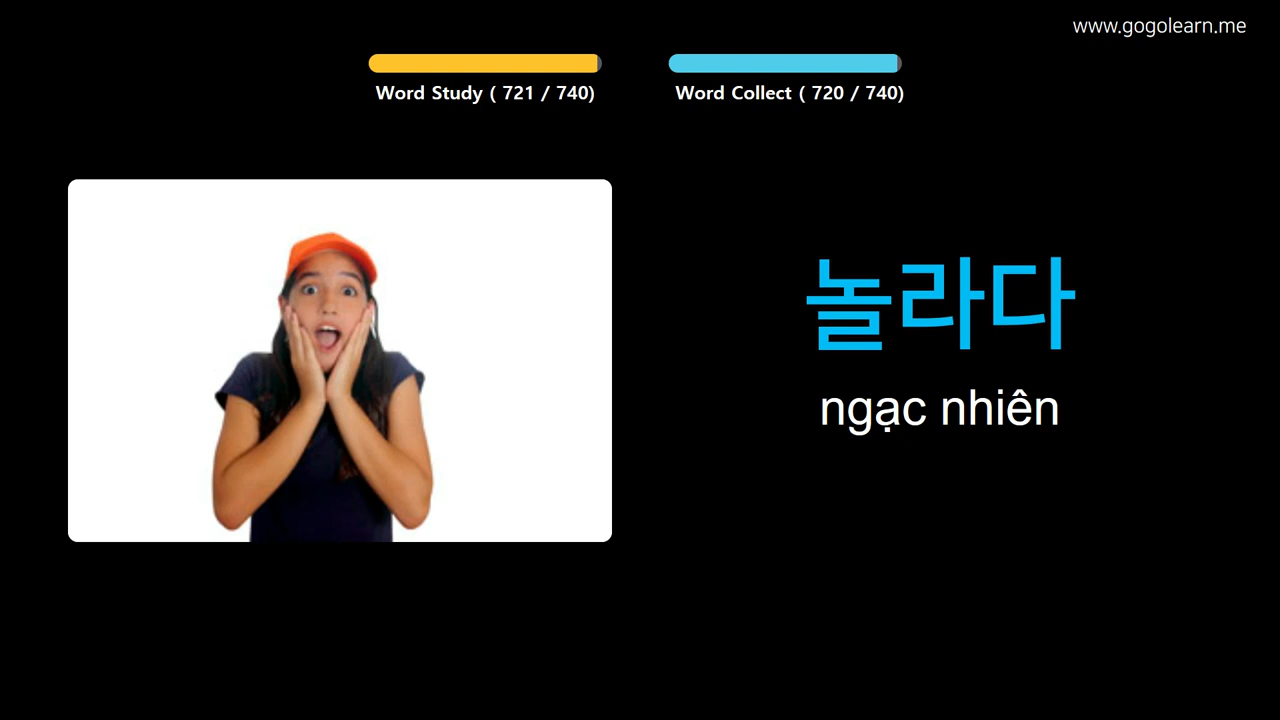 www.gogolearn.me
Word Study ( 721 / 740)
Word Collect ( 720 / 740)
놀라다
ngạc nhiên